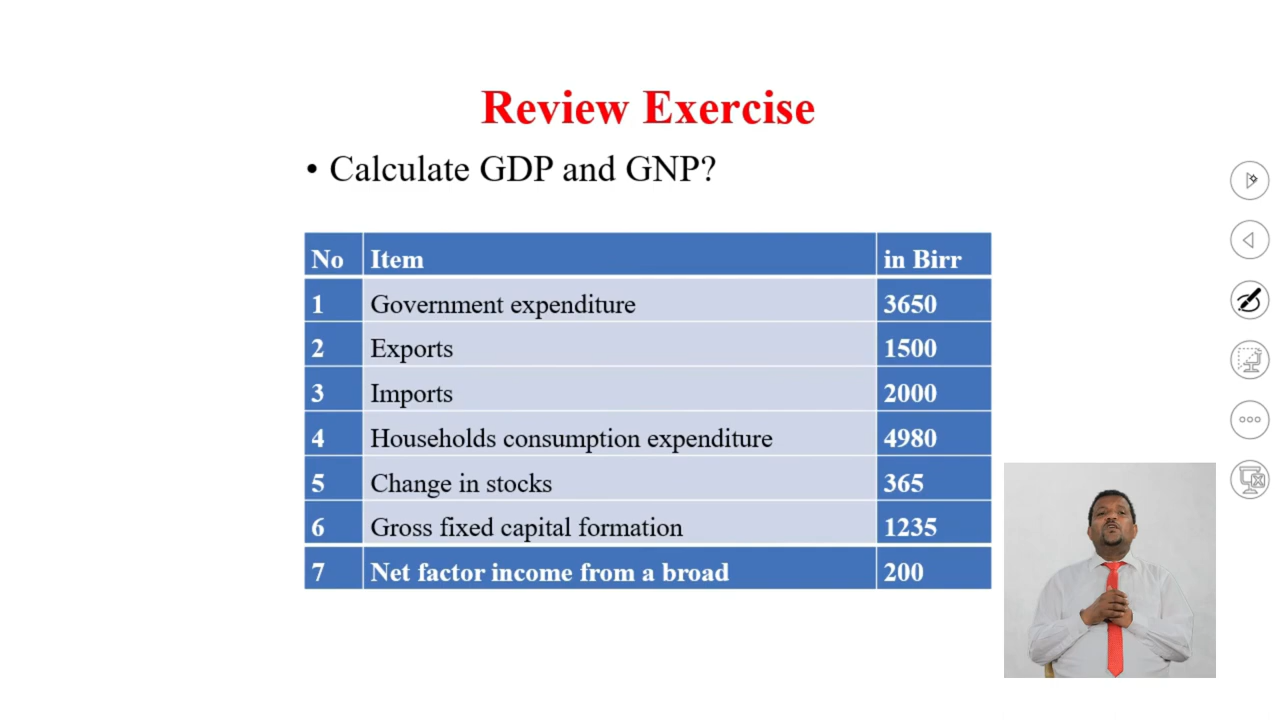 Review Exercise
• Calculate GDP and GNP?
No Item in Birr
1 Government expenditure 3650
2 Exports 1500
3 Imports 2000
4 Households consumption expenditure 4980
5 Change in stocks 365
6 Gross fixed capital formation 1235
7 Net factor income from a broad 200